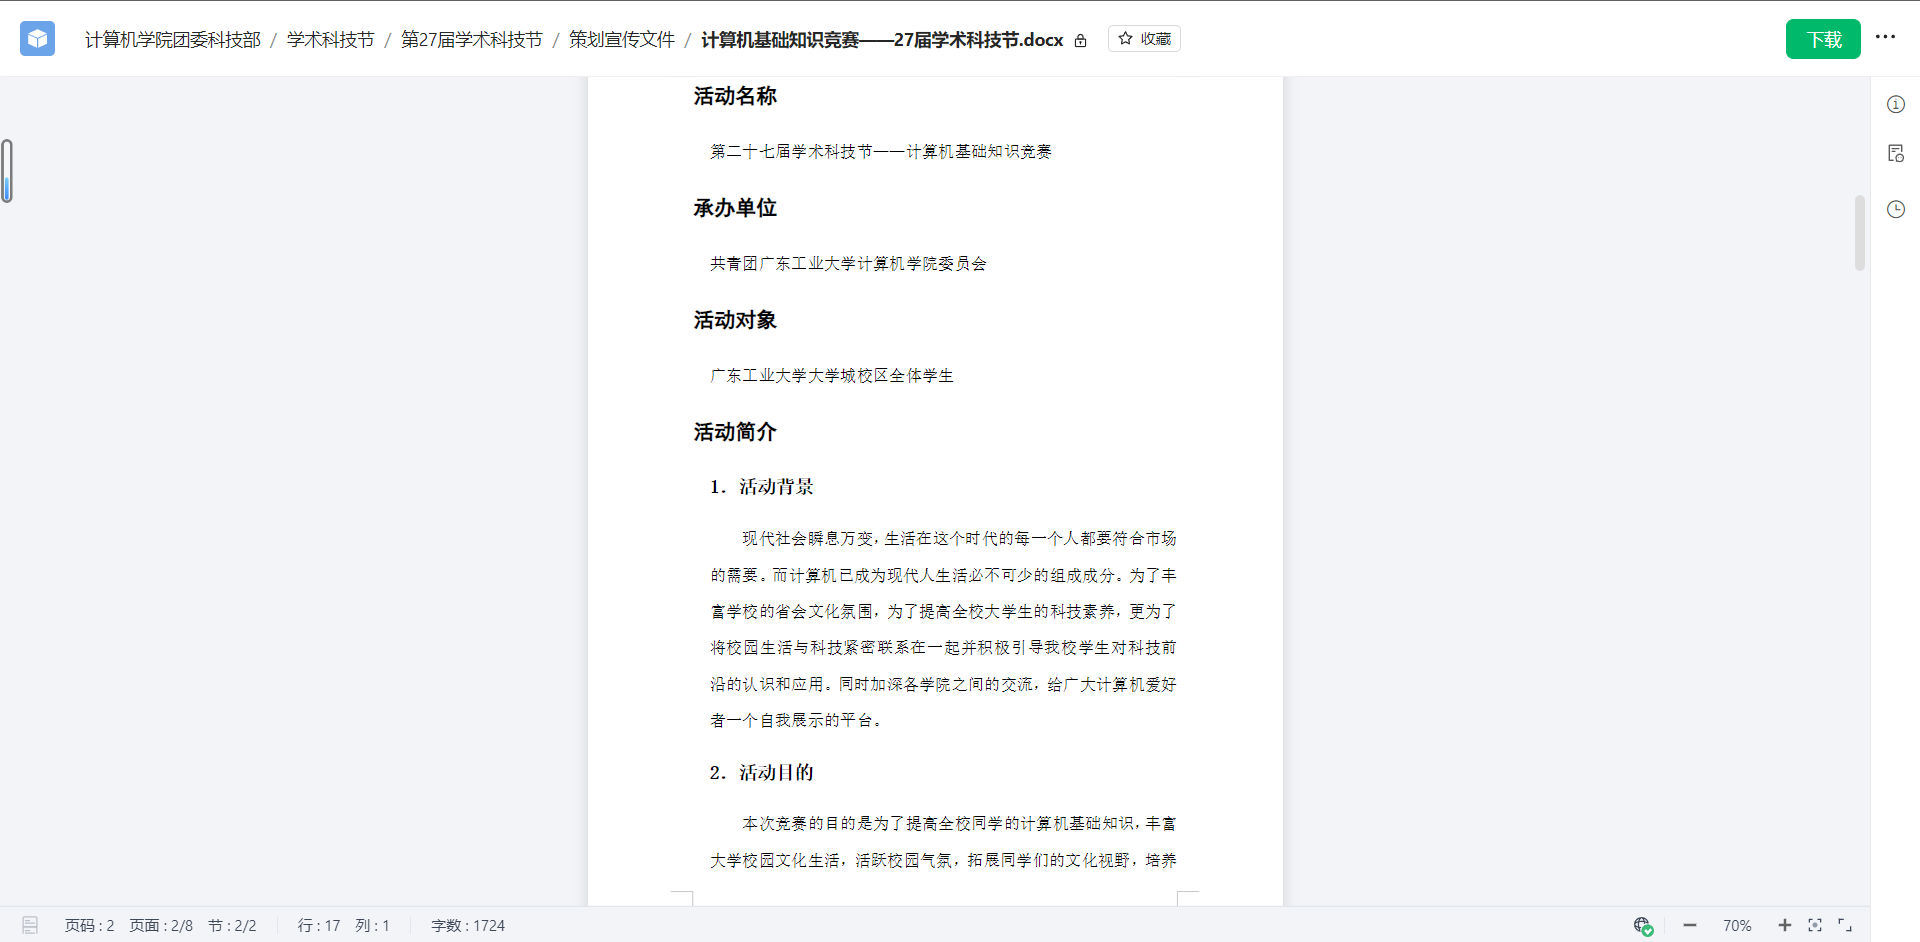 计算机学院团委科技部 / 学术科技节 / 第27届学术科技节 / 策划宣传文件 / 计算机基础知识竞赛——27届学术科技节.docx 收藏 下载
活动名称
第二十七届学术科技节——计算机基础知识竞赛
承办单位
共青团广东工业大学计算机学院委员会
活动对象
广东工业大学大学城校区全体学生
活动简介
1. 活动背景
现代社会瞬息万变，生活在这个时代的每一个人都要符合市场
的需要。而计算机已成为现代人生活必不可少的组成成分。为了丰
富学校的省会文化氛围，为了提高全校大学生的科技素养，更为了
将校园生活与科技紧密联系在一起并积极引导我校学生对科技前
沿的认识和应用。同时加深各学院之间的交流，给广大计算机爱好
者一个自我展示的平台。
2. 活动目的
本次竞赛的目的是为了提高全校同学的计算机基础知识，丰富
大学校园文化生活，活跃校园气氛，拓展同学们的文化视野，培养
页码：2 页面：2/8 节：2/2 行：17 列：1 字数：1724 70%